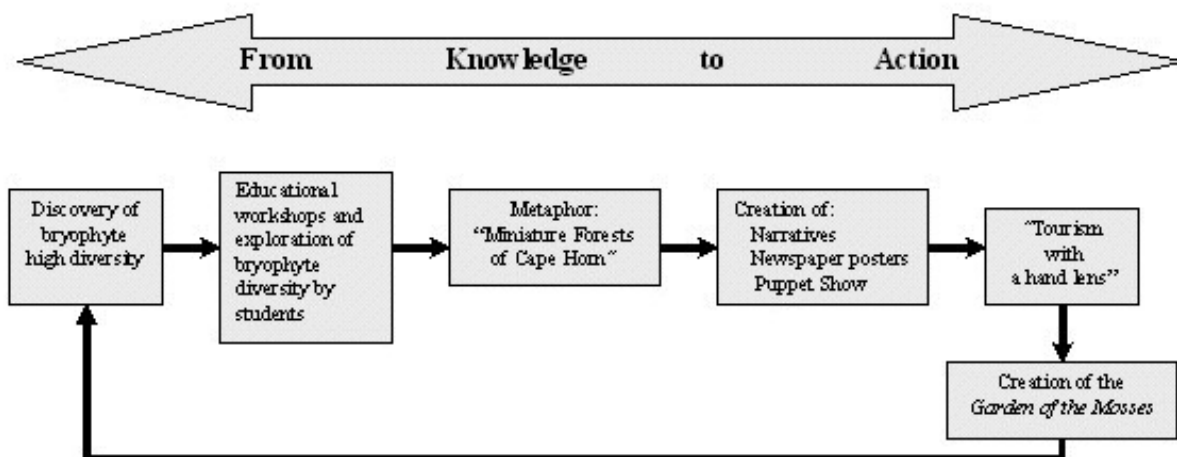 From Knowledge to Action
Discovery of
bryophyte
high diversity
Educational
workshops and
exploration of
bryophyte
diversity by
students
Metaphor:
“Miniature Forests
of Cape Horn”
Creation of:
Narratives
Newspaper posters
Puppet Show
“Tourism
with
a hand lens”
Creation of the
Garden of the Mosses